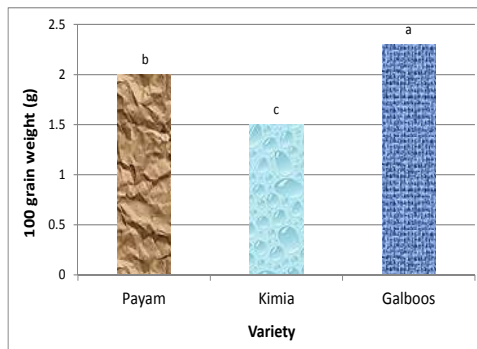 100 grain weight (g)
2.5
2
1.5
1
0.5
0
b
c
a
Payam
Kimia
Galboos
Variety